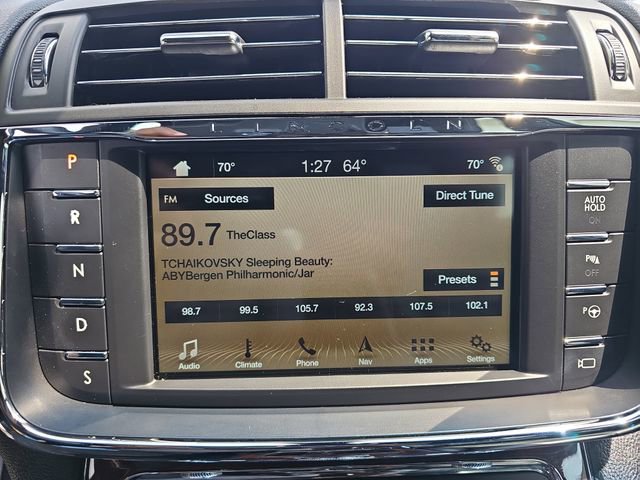 LINCOLN
P
R
N
D
S
70° 1:27 64° 70°
FM Sources Direct Tune
89.7 TheClass
TCHAIKOVSKY Sleeping Beauty:
ABYBergen Philharmonic/Jar
Presets
98.7 99.5 105.7 92.3 107.5 102.1
Audio Climate Phone Nav Apps Settings
AUTO
HOLD
ON
P
OFF
P